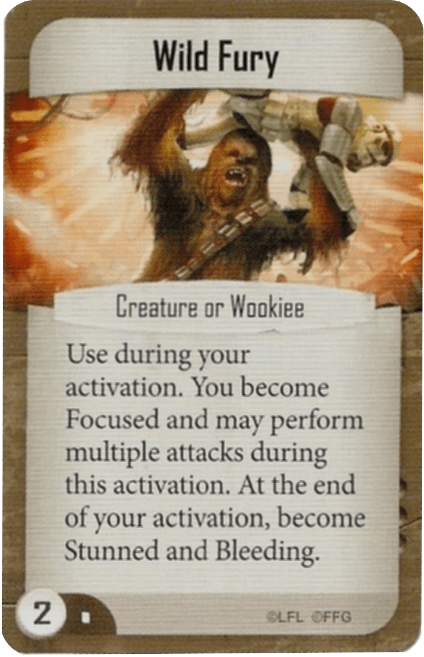 Wild Fury
Creature or Wookiee
Use during your
activation. You become
Focused and may perform
multiple attacks during
this activation. At the end
of your activation, become
Stunned and Bleeding.
2
©LFL ©FFG